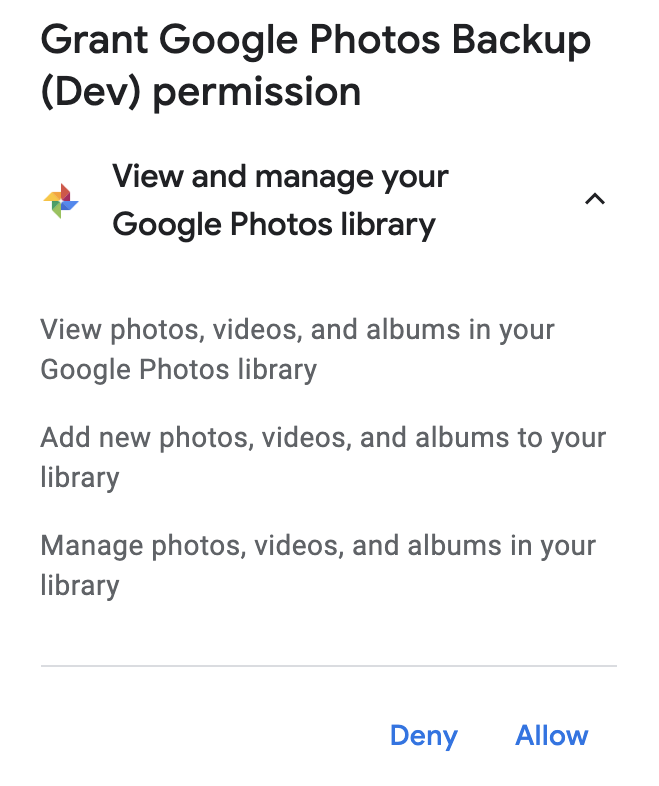 Grant Google Photos Backup
(Dev) permission
View and manage your
Google Photos library
View photos, videos, and albums in your
Google Photos library
Add new photos, videos, and albums to your
library
Manage photos, videos, and albums in your
library
Deny Allow